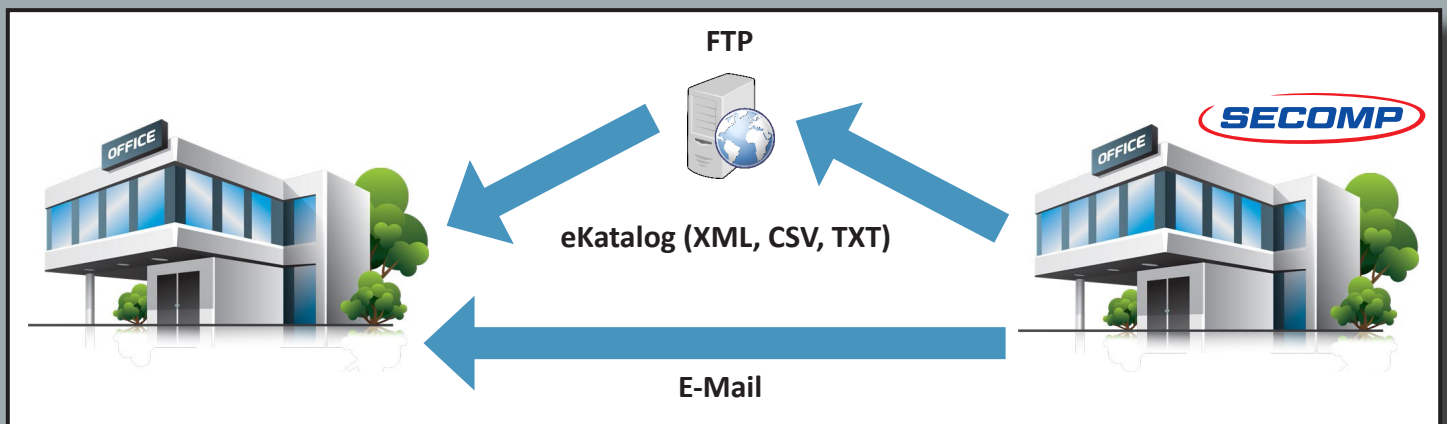 FTP
SECOMP
OFFICE
OFFICE
eKatalog (XML, CSV, TXT)
E-Mail